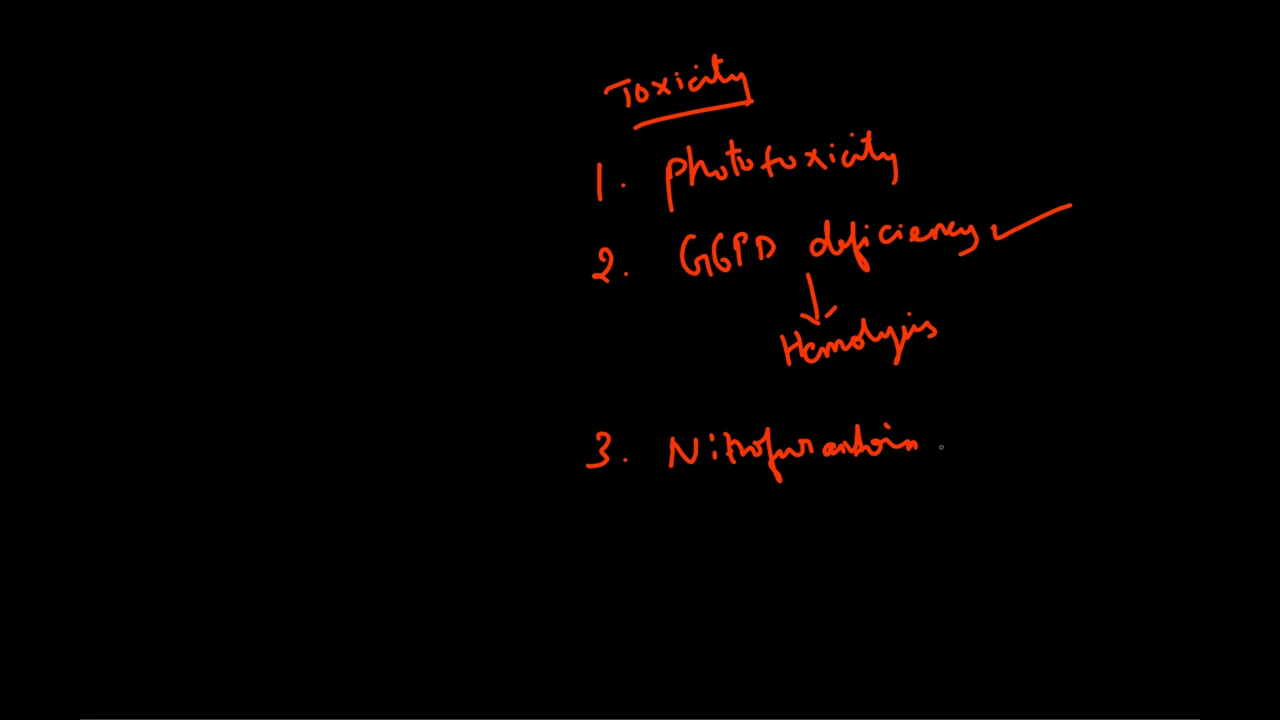 Toxicity
1. Phototoxicity
2. G6PD deficiency
Hemolysis
3. Nitrofurantoin